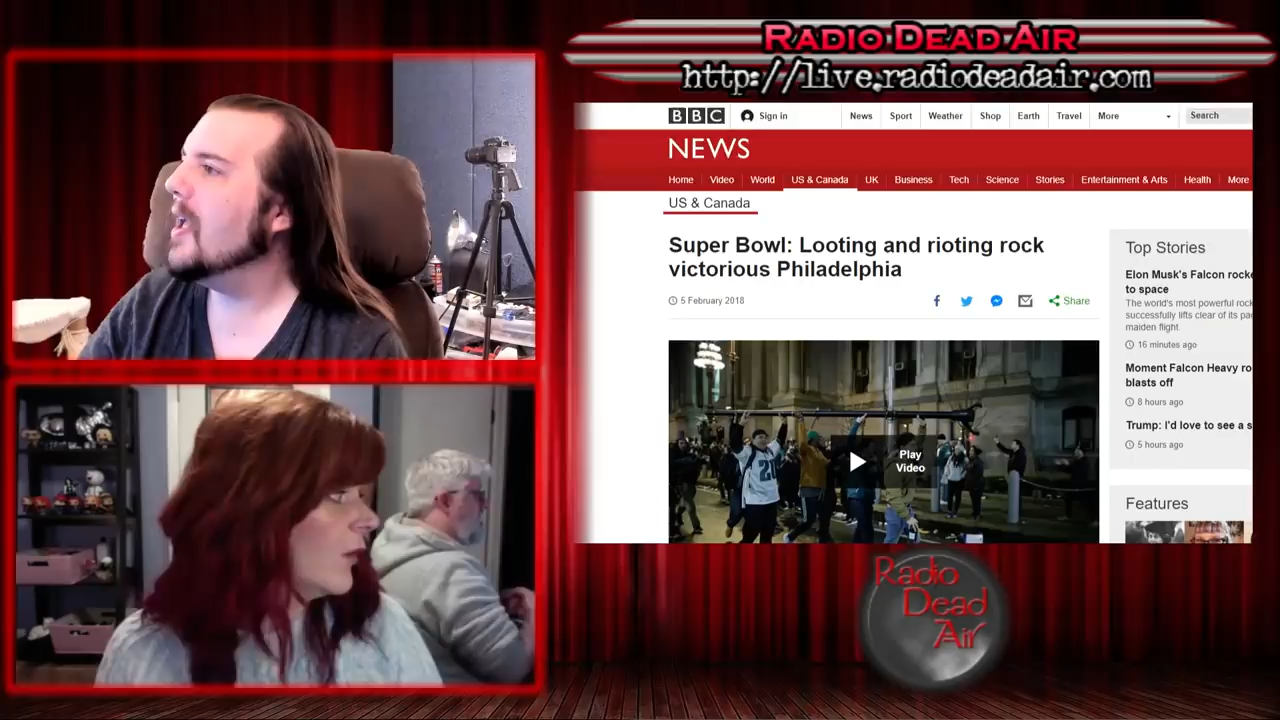 RADIO DEAD AIR
http://live.radiodeadair.com
BBC Sign in News Sport Weather Shop Earth Travel More Search
NEWS
Home Video World US & Canada UK Business Tech Science Stories Entertainment & Arts Health More
US & Canada
Super Bowl: Looting and rioting rock
victorious Philadelphia
5 February 2018
Share
Play
Video
Top Stories
Elon Musk's Falcon rocke
to space
The world's most powerful rock
successfully lifts clear of its pa
maiden flight
16 minutes ago
Moment Falcon Heavy ro
blasts off
8 hours ago
Trump: I'd love to see a s
5 hours ago
Features
Radio
Dead
Air